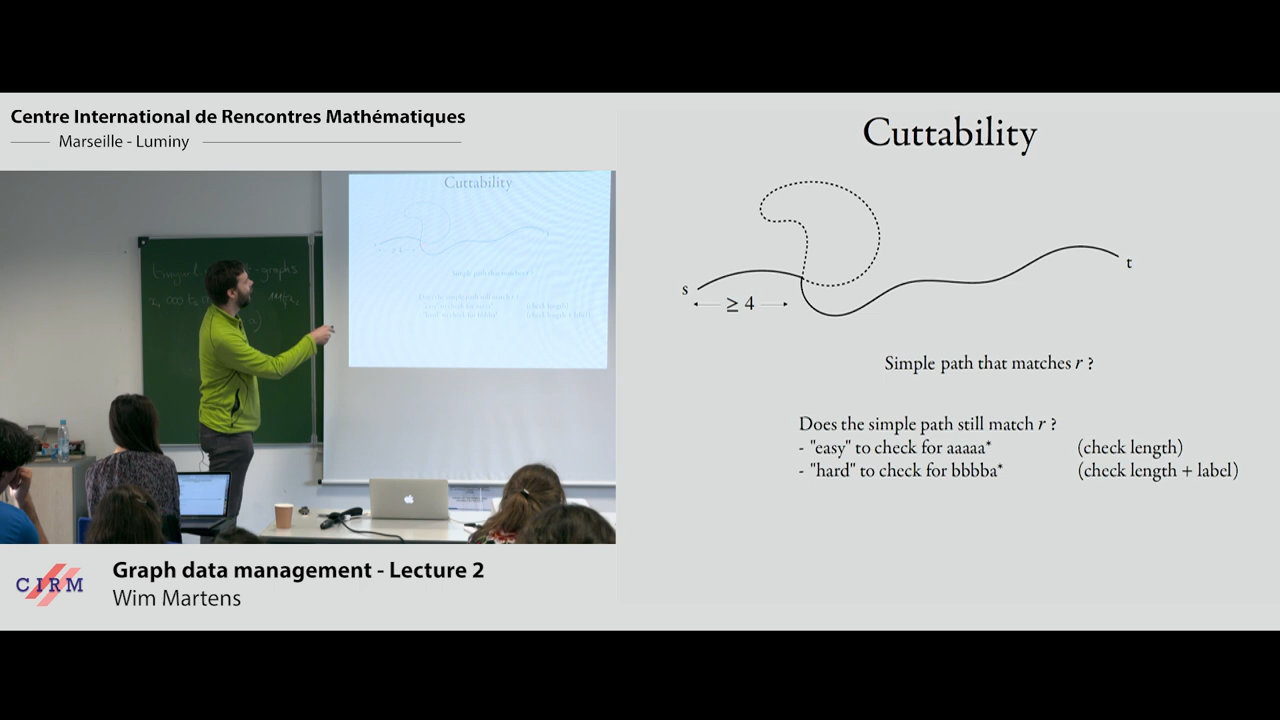 Centre International de Rencontres Mathématiques
Marseille - Luminy
Cuttability
s
≥ 4
t
Simple path that matches r ?
Does the simple path still match r ?
- "easy" to check for aaaaa* (check length)
- "hard" to check for bbbba* (check length + label)
Cuttability
CIRM
Graph data management - Lecture 2
Wim Martens